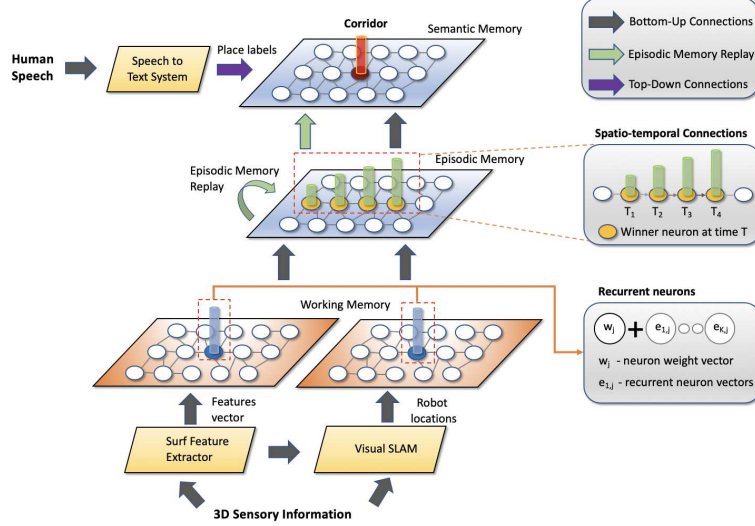 Corridor
Semantic Memory
Human
Speech
Speech to
Text System
Place labels
Bottom-Up Connections
Episodic Memory Replay
Top-Down Connections
Episodic Memory
Replay
Episodic Memory
Spatio-temporal Connections
T1 T2 T3 T4
Winner neuron at time T
Working Memory
Recurrent neurons
wj + e1,j eK,j
wj - neuron weight vector
e1,j - recurrent neuron vectors
Features
vector
Robot
locations
Surf Feature
Extractor
Visual SLAM
3D Sensory Information